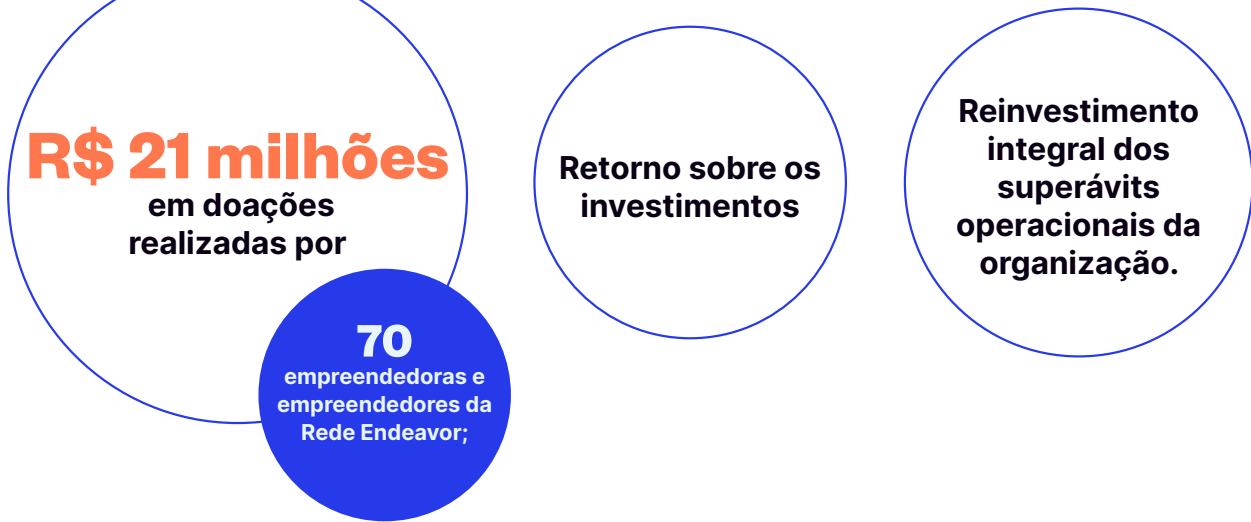 R$ 21 milhões
em doações
realizadas por
70
empreendedoras e
empreendedores da
Rede Endeavor;
Retorno sobre os
investimentos
Reinvestimento
integral dos
superávits
operacionais da
organização.